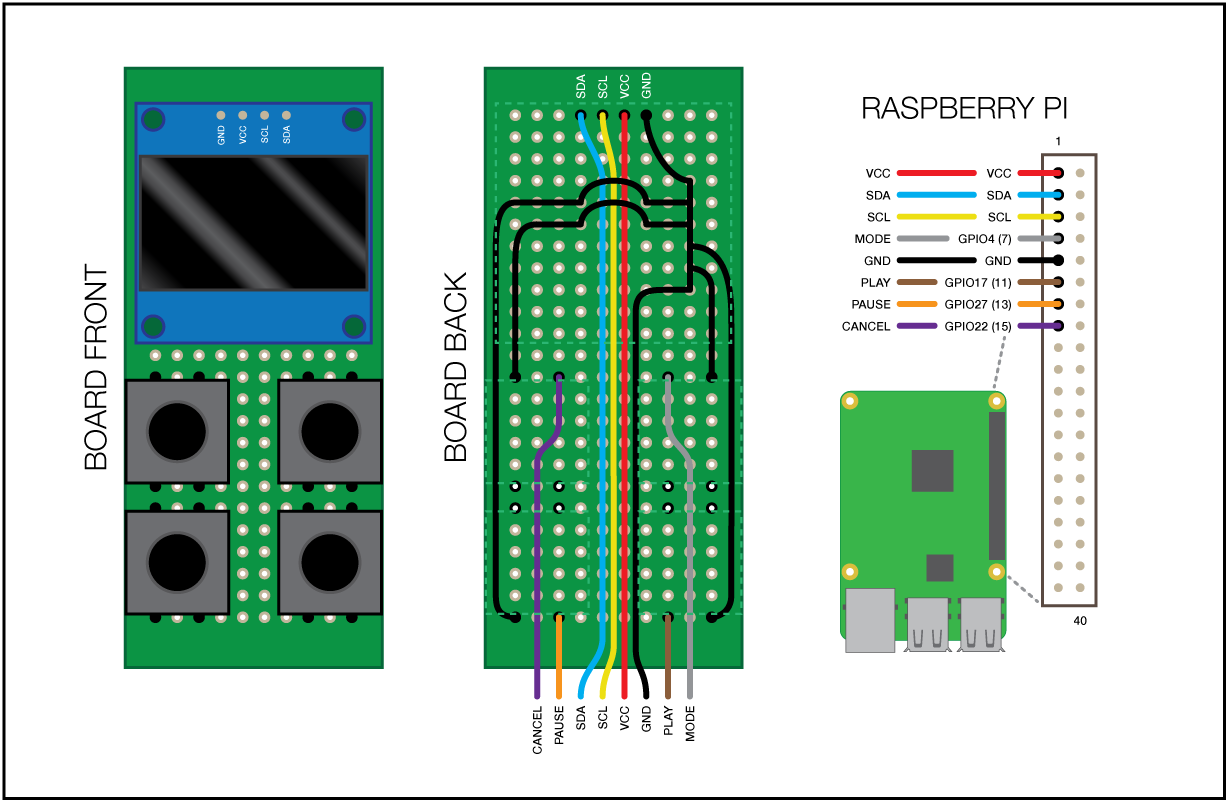 BOARD FRONT
GND
VCC
SCL
SDA
BOARD BACK
SDA
SCL
VCC
GND
CANCEL
PAUSE
SDA
SCL
VCC
GND
PLAY
MODE
RASPBERRY PI
1
VCC VCC
SDA SDA
SCL SCL
MODE GPIO4 (7)
GND GND
PLAY GPIO17 (11)
PAUSE GPIO27 (13)
CANCEL GPIO22 (15)
40